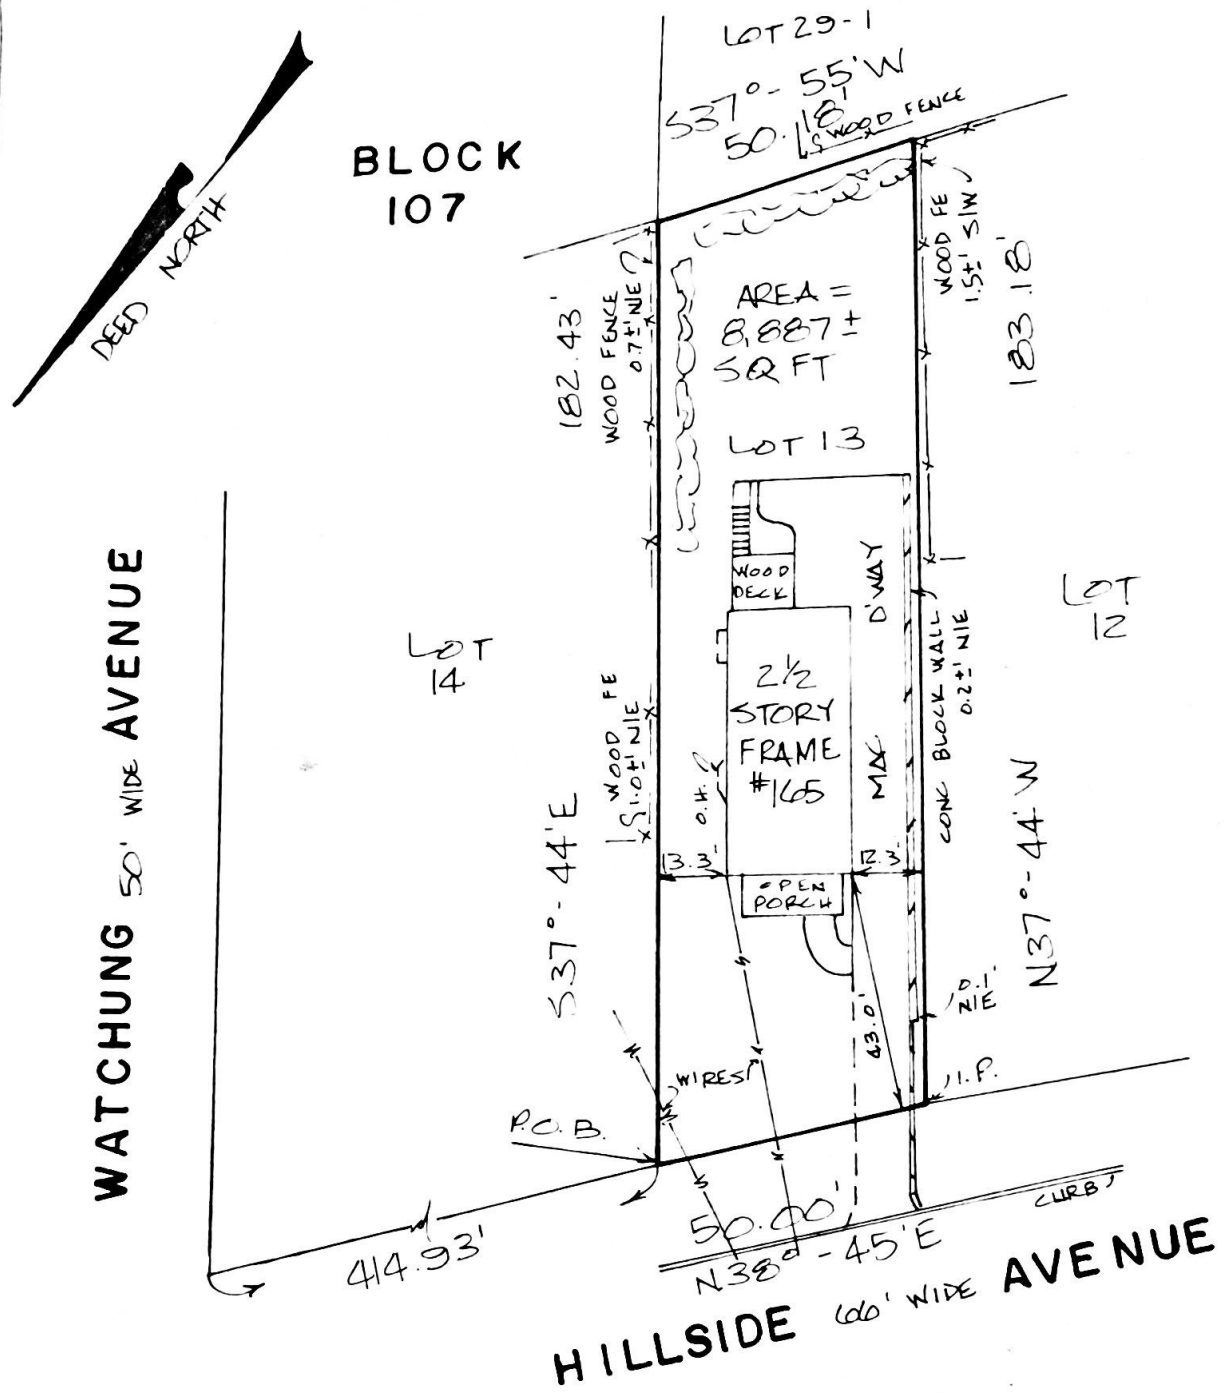 LOT 29-1
S37°-55'W
50.18'
WOOD FENCE
BLOCK
107
DEED NORTH
182.43'
WOOD FENCE
0.7±' N/E
AREA =
8,887±
SQ FT
WOOD FE
1.5±' S/W
183.18'
LOT 13
WATCHUNG 50' WIDE AVENUE
LOT
14
WOOD
DECK
D'WAY
MAC.
2½
STORY
FRAME
#165
LOT
12
CONC BLOCK WALL
0.2±' N/E
WOOD FE
1.0±' N/E
O.H.
13.3'
12.3'
OPEN
PORCH
S37°-44'E
N37°-44'W
43.0'
0.1'
N/E
WIRES
I.P.
P.O.B.
CURB
50.00'
414.93'
N38°-45'E
HILLSIDE 66' WIDE AVENUE